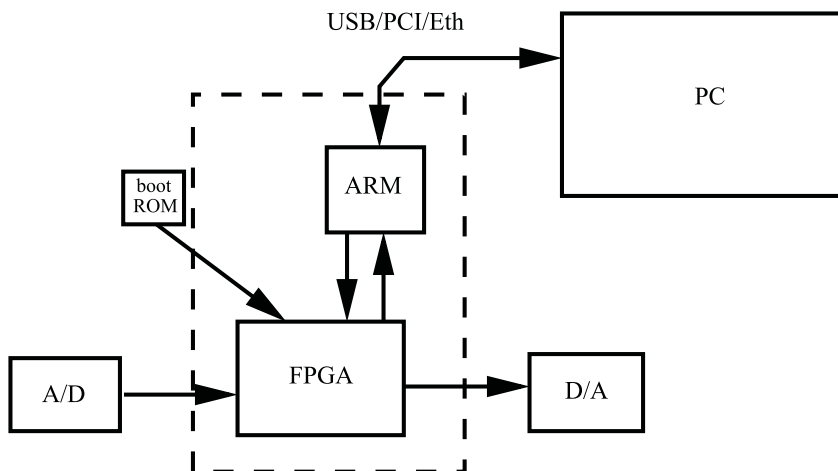 USB/PCI/Eth
PC
ARM
boot
ROM
FPGA
A/D
D/A